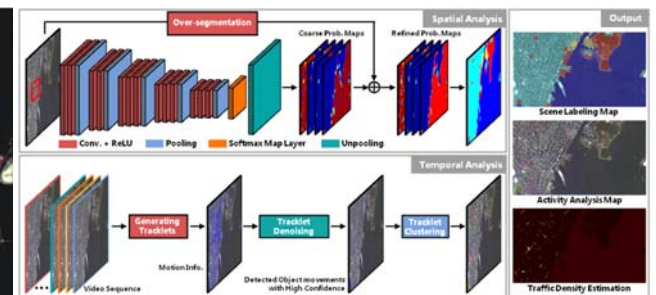 Over-segmentation
Spatial Analysis
Coarse Prob. Maps
Refined Prob. Maps
Conv. + ReLU
Pooling
Softmax Map Layer
Unpooling
Temporal Analysis
Generating
Tracklets
Tracklet
Denoising
Tracklet
Clustering
Motion Info.
Video Sequence
Detected Object movements
with High Confidence
Output
Scene Labeling Map
Activity Analysis Map
Traffic Density Estimation